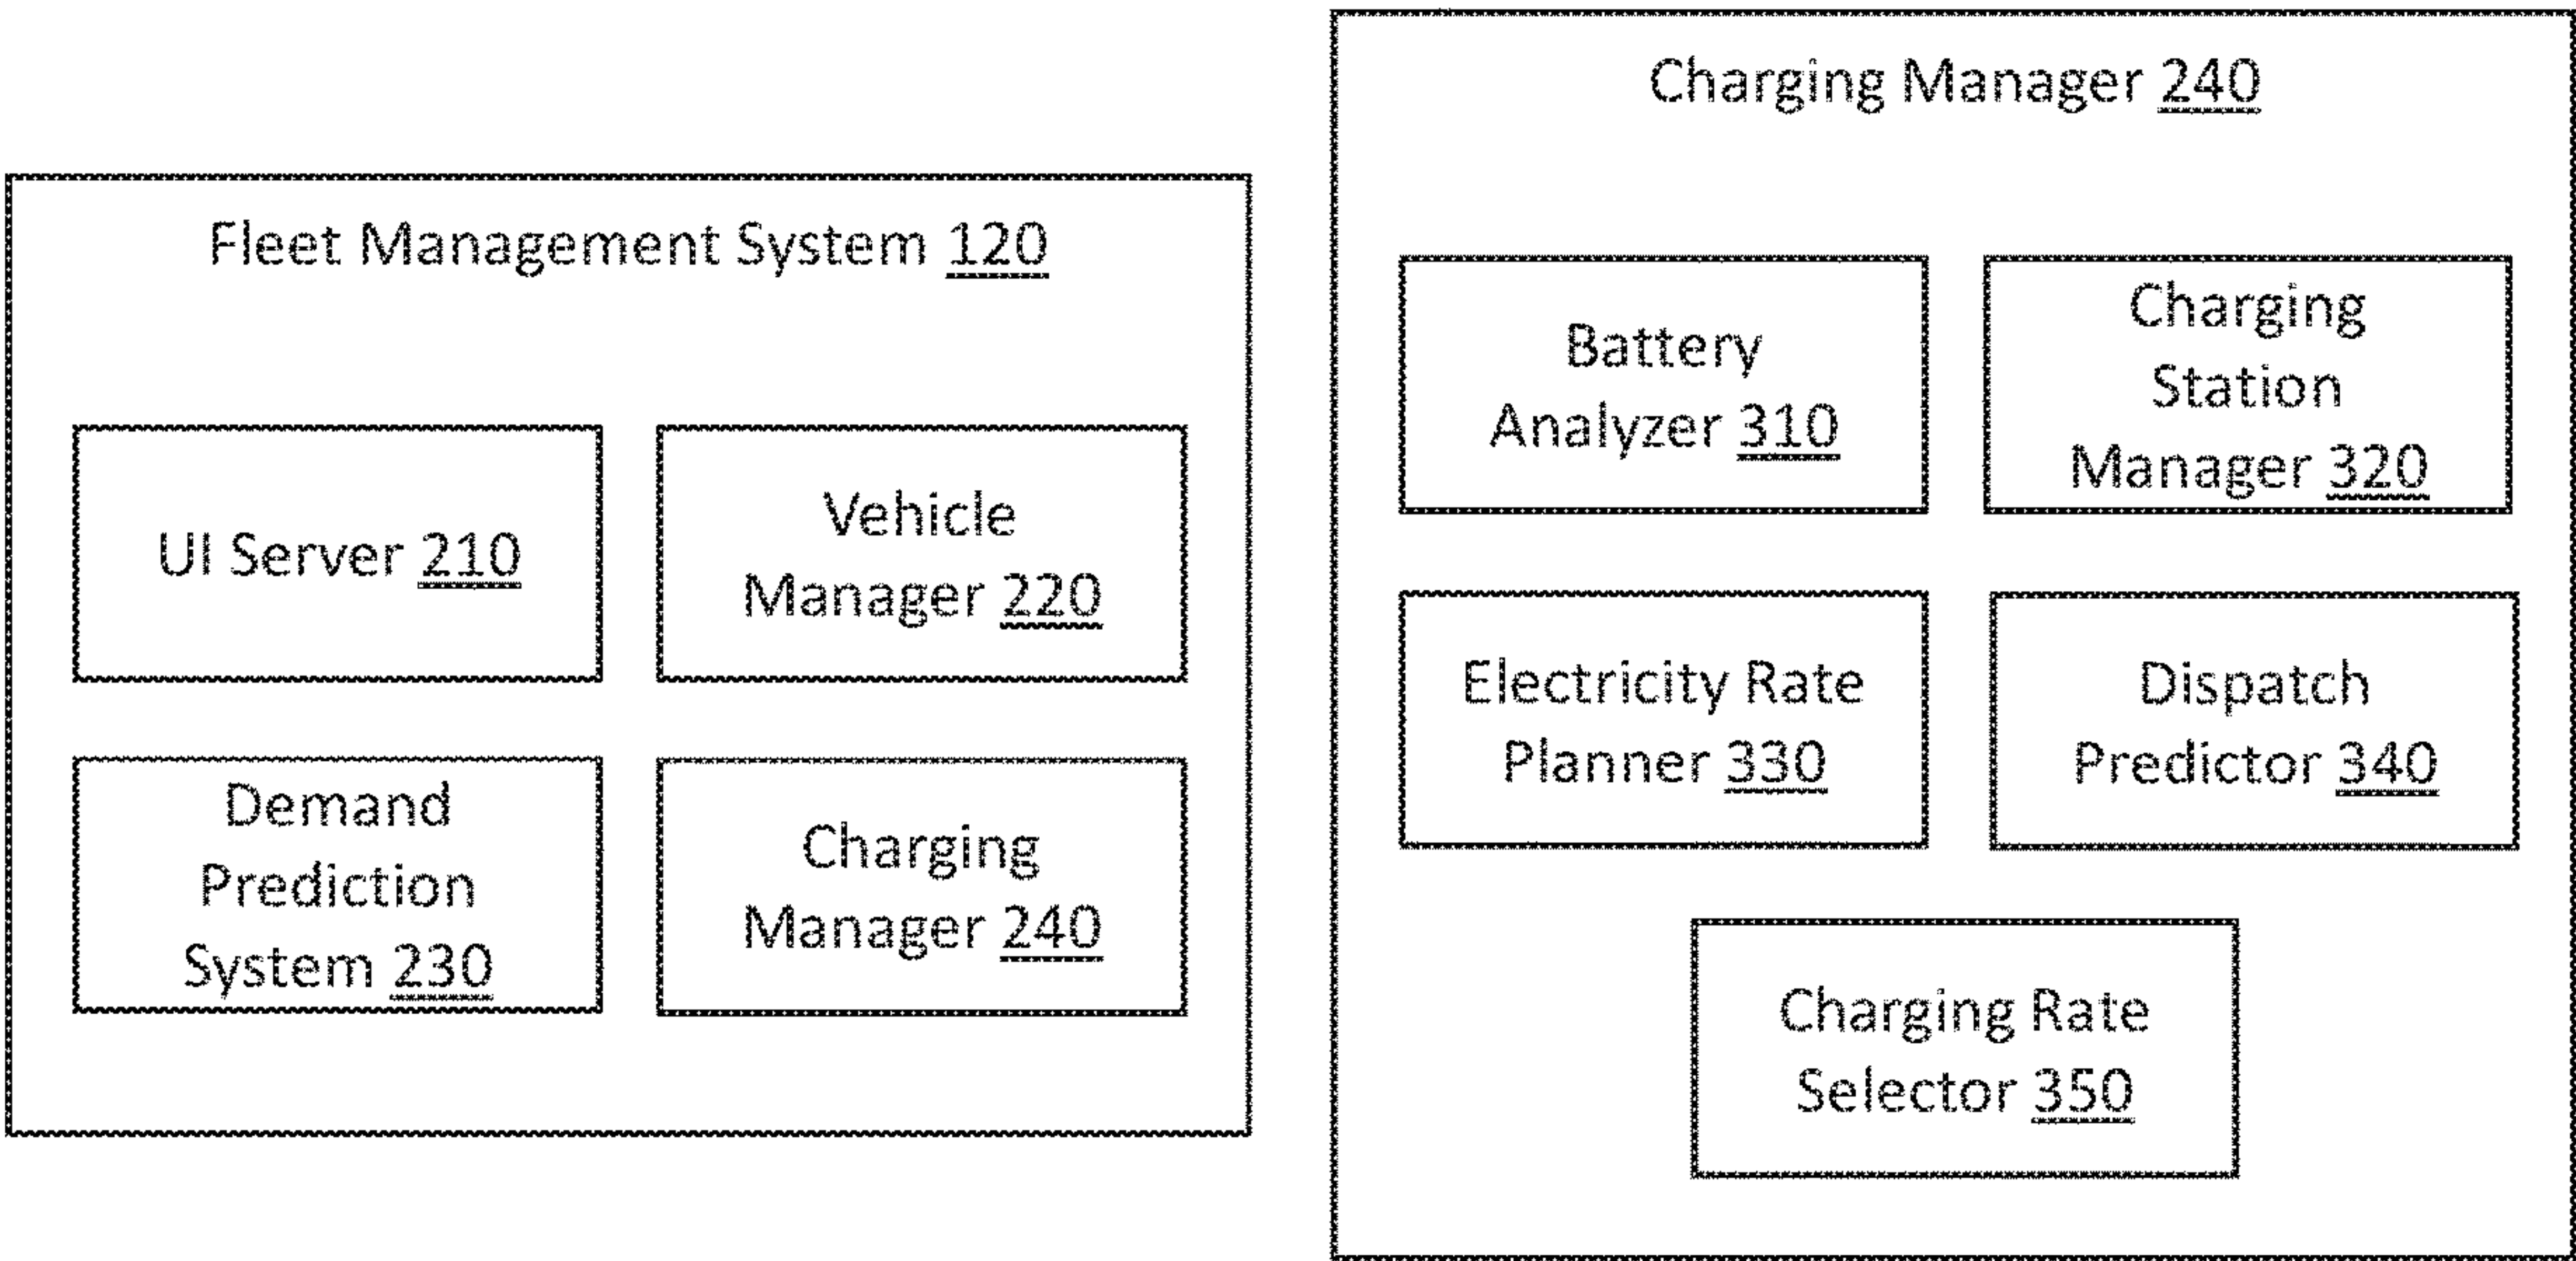 Fleet Management System 120
UI Server 210
Vehicle
Manager 220
Demand
Prediction
System 230
Charging
Manager 240
Charging Manager 240
Battery
Analyzer 310
Charging
Station
Manager 320
Electricity Rate
Planner 330
Dispatch
Predictor 340
Charging Rate
Selector 350